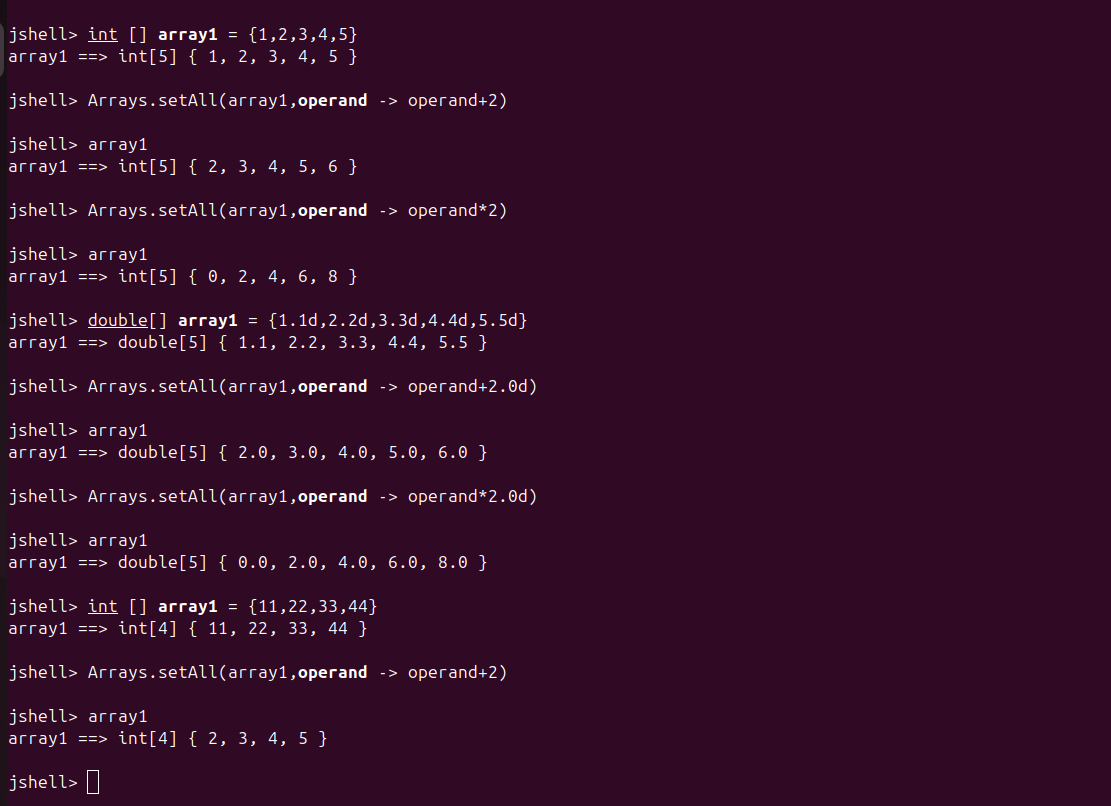 jshell> int [] array1 = {1,2,3,4,5}
array1 ==> int[5] { 1, 2, 3, 4, 5 }
jshell> Arrays.setAll(array1,operand -> operand+2)
jshell> array1
array1 ==> int[5] { 2, 3, 4, 5, 6 }
jshell> Arrays.setAll(array1,operand -> operand*2)
jshell> array1
array1 ==> int[5] { 0, 2, 4, 6, 8 }
jshell> double[] array1 = {1.1d,2.2d,3.3d,4.4d,5.5d}
array1 ==> double[5] { 1.1, 2.2, 3.3, 4.4, 5.5 }
jshell> Arrays.setAll(array1,operand -> operand+2.0d)
jshell> array1
array1 ==> double[5] { 2.0, 3.0, 4.0, 5.0, 6.0 }
jshell> Arrays.setAll(array1,operand -> operand*2.0d)
jshell> array1
array1 ==> double[5] { 0.0, 2.0, 4.0, 6.0, 8.0 }
jshell> int [] array1 = {11,22,33,44}
array1 ==> int[4] { 11, 22, 33, 44 }
jshell> Arrays.setAll(array1,operand -> operand+2)
jshell> array1
array1 ==> int[4] { 2, 3, 4, 5 }
jshell>